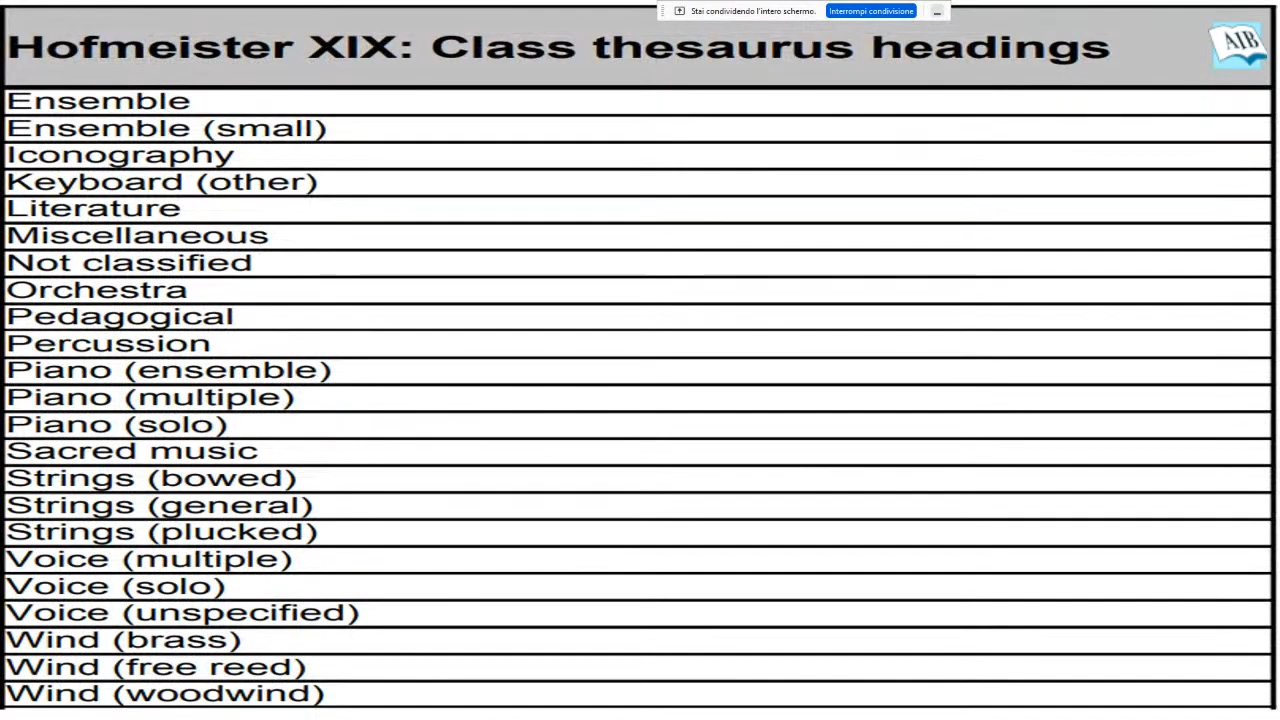 Stai condividendo l'intero schermo. Interrompi condivisione
Hofmeister XIX: Class thesaurus headings
AIB
Ensemble
Ensemble (small)
Iconography
Keyboard (other)
Literature
Miscellaneous
Not classified
Orchestra
Pedagogical
Percussion
Piano (ensemble)
Piano (multiple)
Piano (solo)
Sacred music
Strings (bowed)
Strings (general)
Strings (plucked)
Voice (multiple)
Voice (solo)
Voice (unspecified)
Wind (brass)
Wind (free reed)
Wind (woodwind)